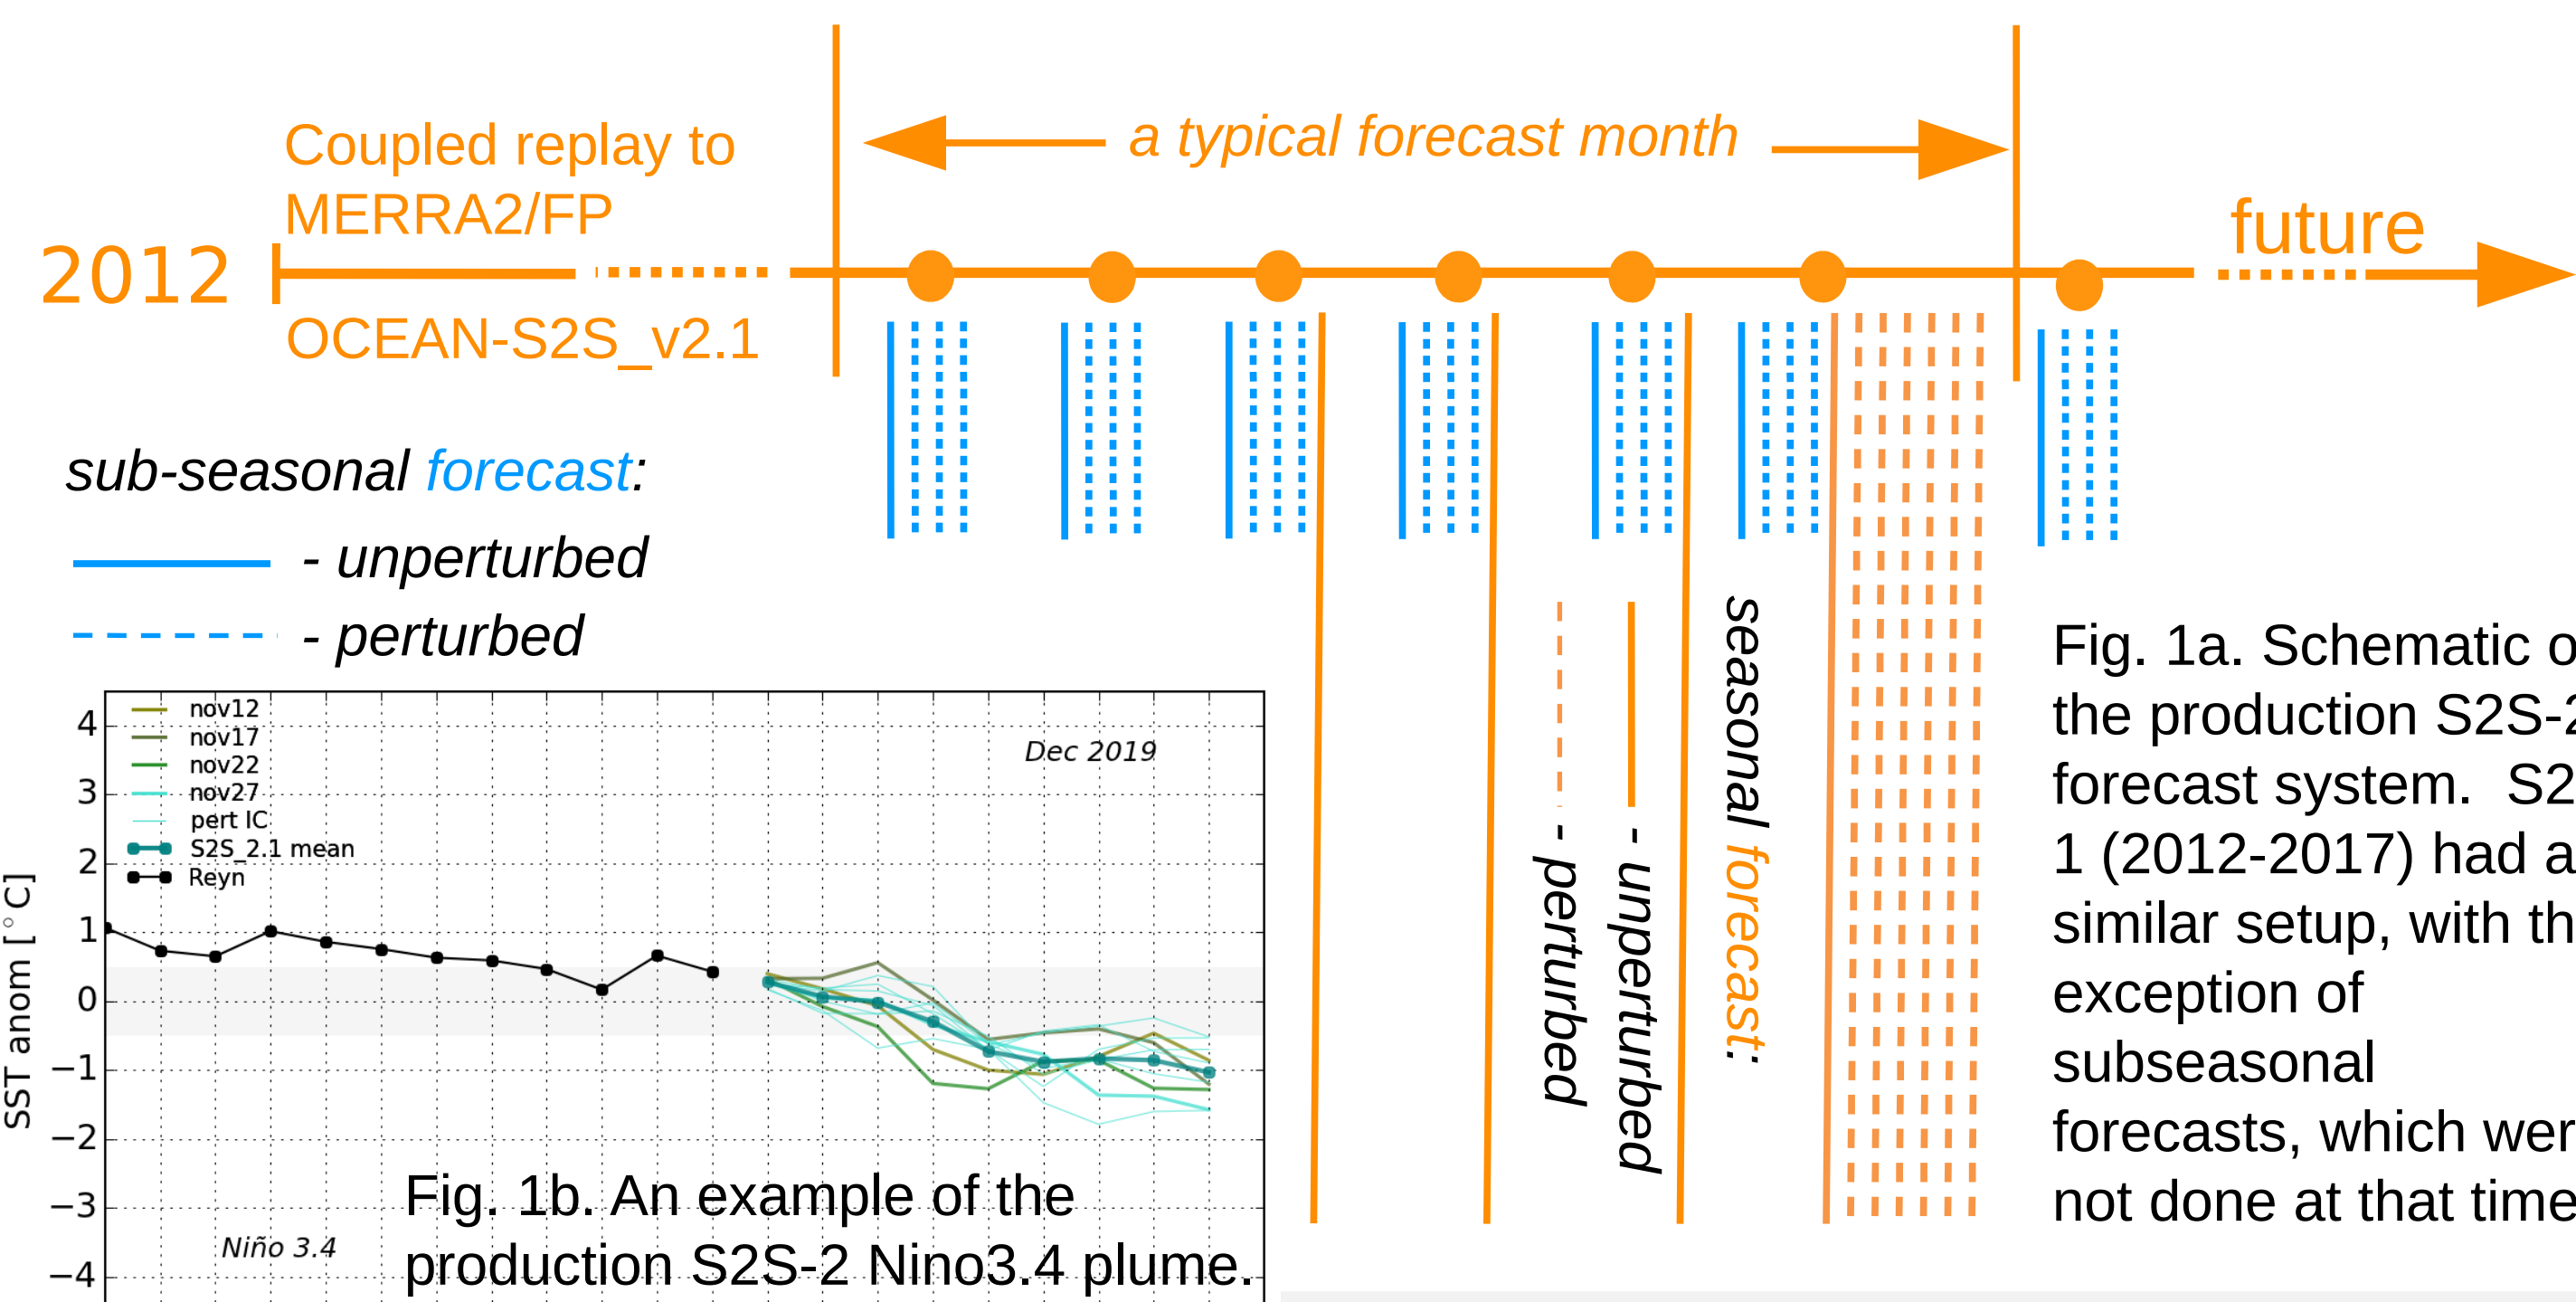 a typical forecast month
Coupled replay to
MERRA2/FP
2012
future
OCEAN-S2S_v2.1
sub-seasonal forecast:
- unperturbed
- perturbed
seasonal forecast:
- unperturbed
- perturbed
Fig. 1a. Schematic o
the production S2S-2
forecast system. S2
1 (2012-2017) had a
similar setup, with th
exception of
subseasonal
forecasts, which wer
not done at that time
nov12
nov17
nov22
nov27
pert IC
S2S_2.1 mean
Reyn
Dec 2019
SST anom [°C]
4
3
2
1
0
−1
−2
−3
−4
Niño 3.4
Fig. 1b. An example of the
production S2S-2 Nino3.4 plume.